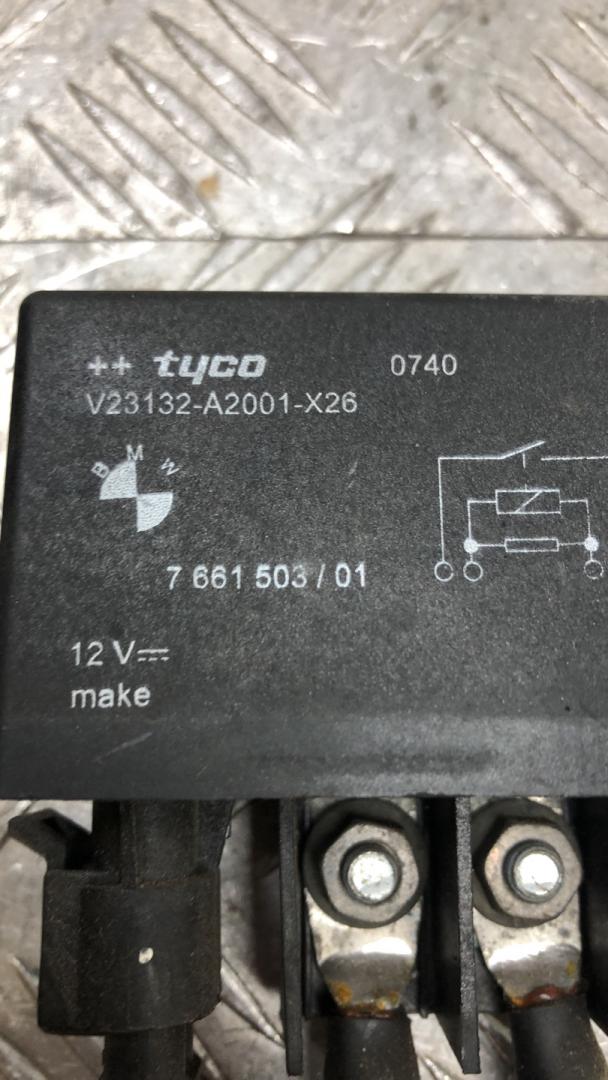 ++ tyco 0740
V23132-A2001-X26
B M W
7 661 503 / 01
12 V⎓
make